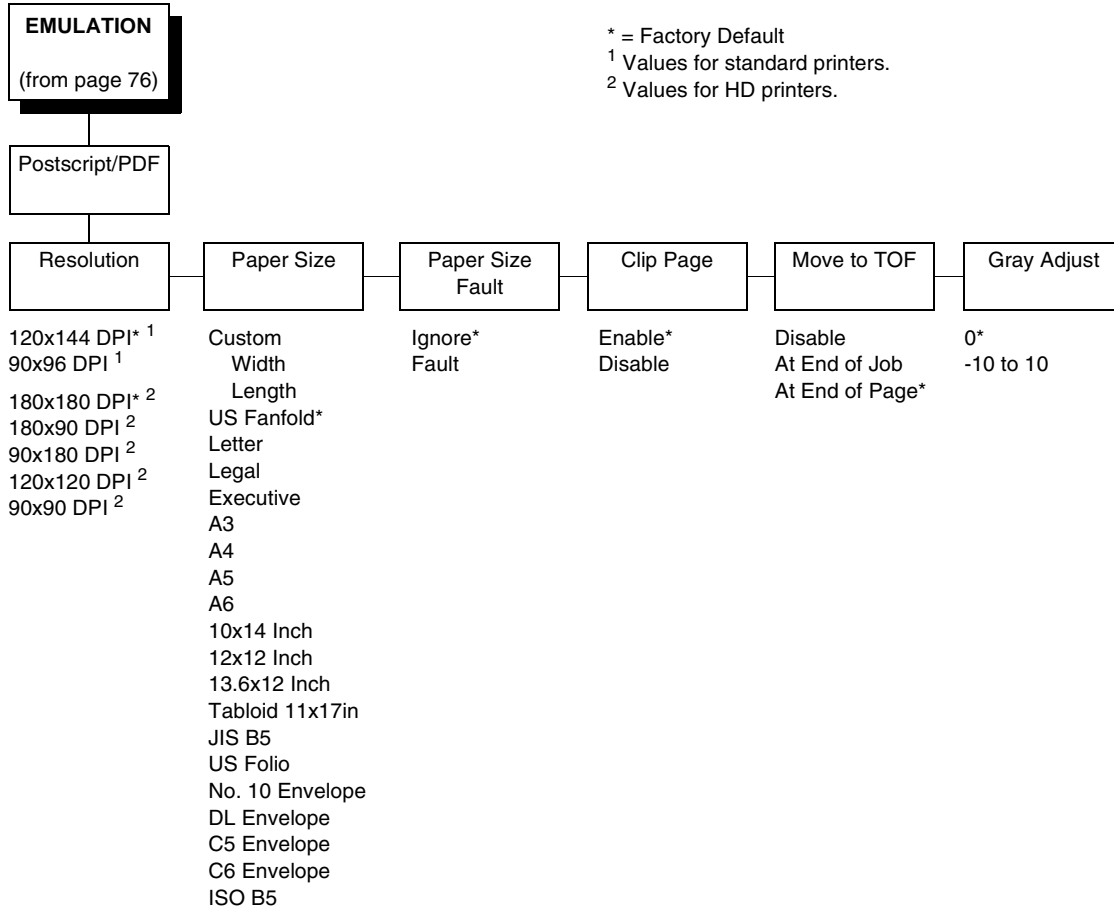 EMULATION
(from page 76)
* = Factory Default
1 Values for standard printers.
2 Values for HD printers.
Postscript/PDF
Resolution
120x144 DPI* 1
90x96 DPI 1
180x180 DPI* 2
180x90 DPI 2
90x180 DPI 2
120x120 DPI 2
90x90 DPI 2
Paper Size
Custom
Width
Length
US Fanfold*
Letter
Legal
Executive
A3
A4
A5
A6
10x14 Inch
12x12 Inch
13.6x12 Inch
Tabloid 11x17in
JIS B5
US Folio
No. 10 Envelope
DL Envelope
C5 Envelope
C6 Envelope
ISO B5
Paper Size
Fault
Ignore*
Fault
Clip Page
Enable*
Disable
Move to TOF
Disable
At End of Job
At End of Page*
Gray Adjust
0*
-10 to 10